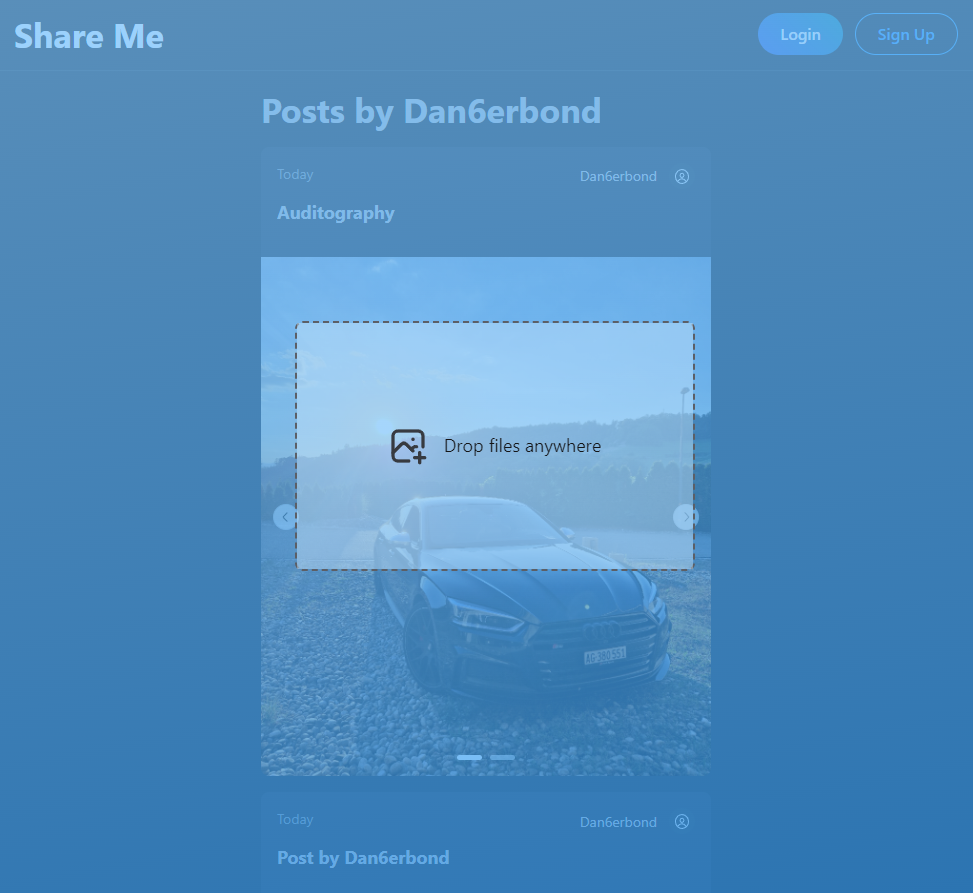 Share Me
Login
Sign Up
Posts by Dan6erbond
Today
Dan6erbond
Auditography
Drop files anywhere
AG 380 551
Today
Dan6erbond
Post by Dan6erbond